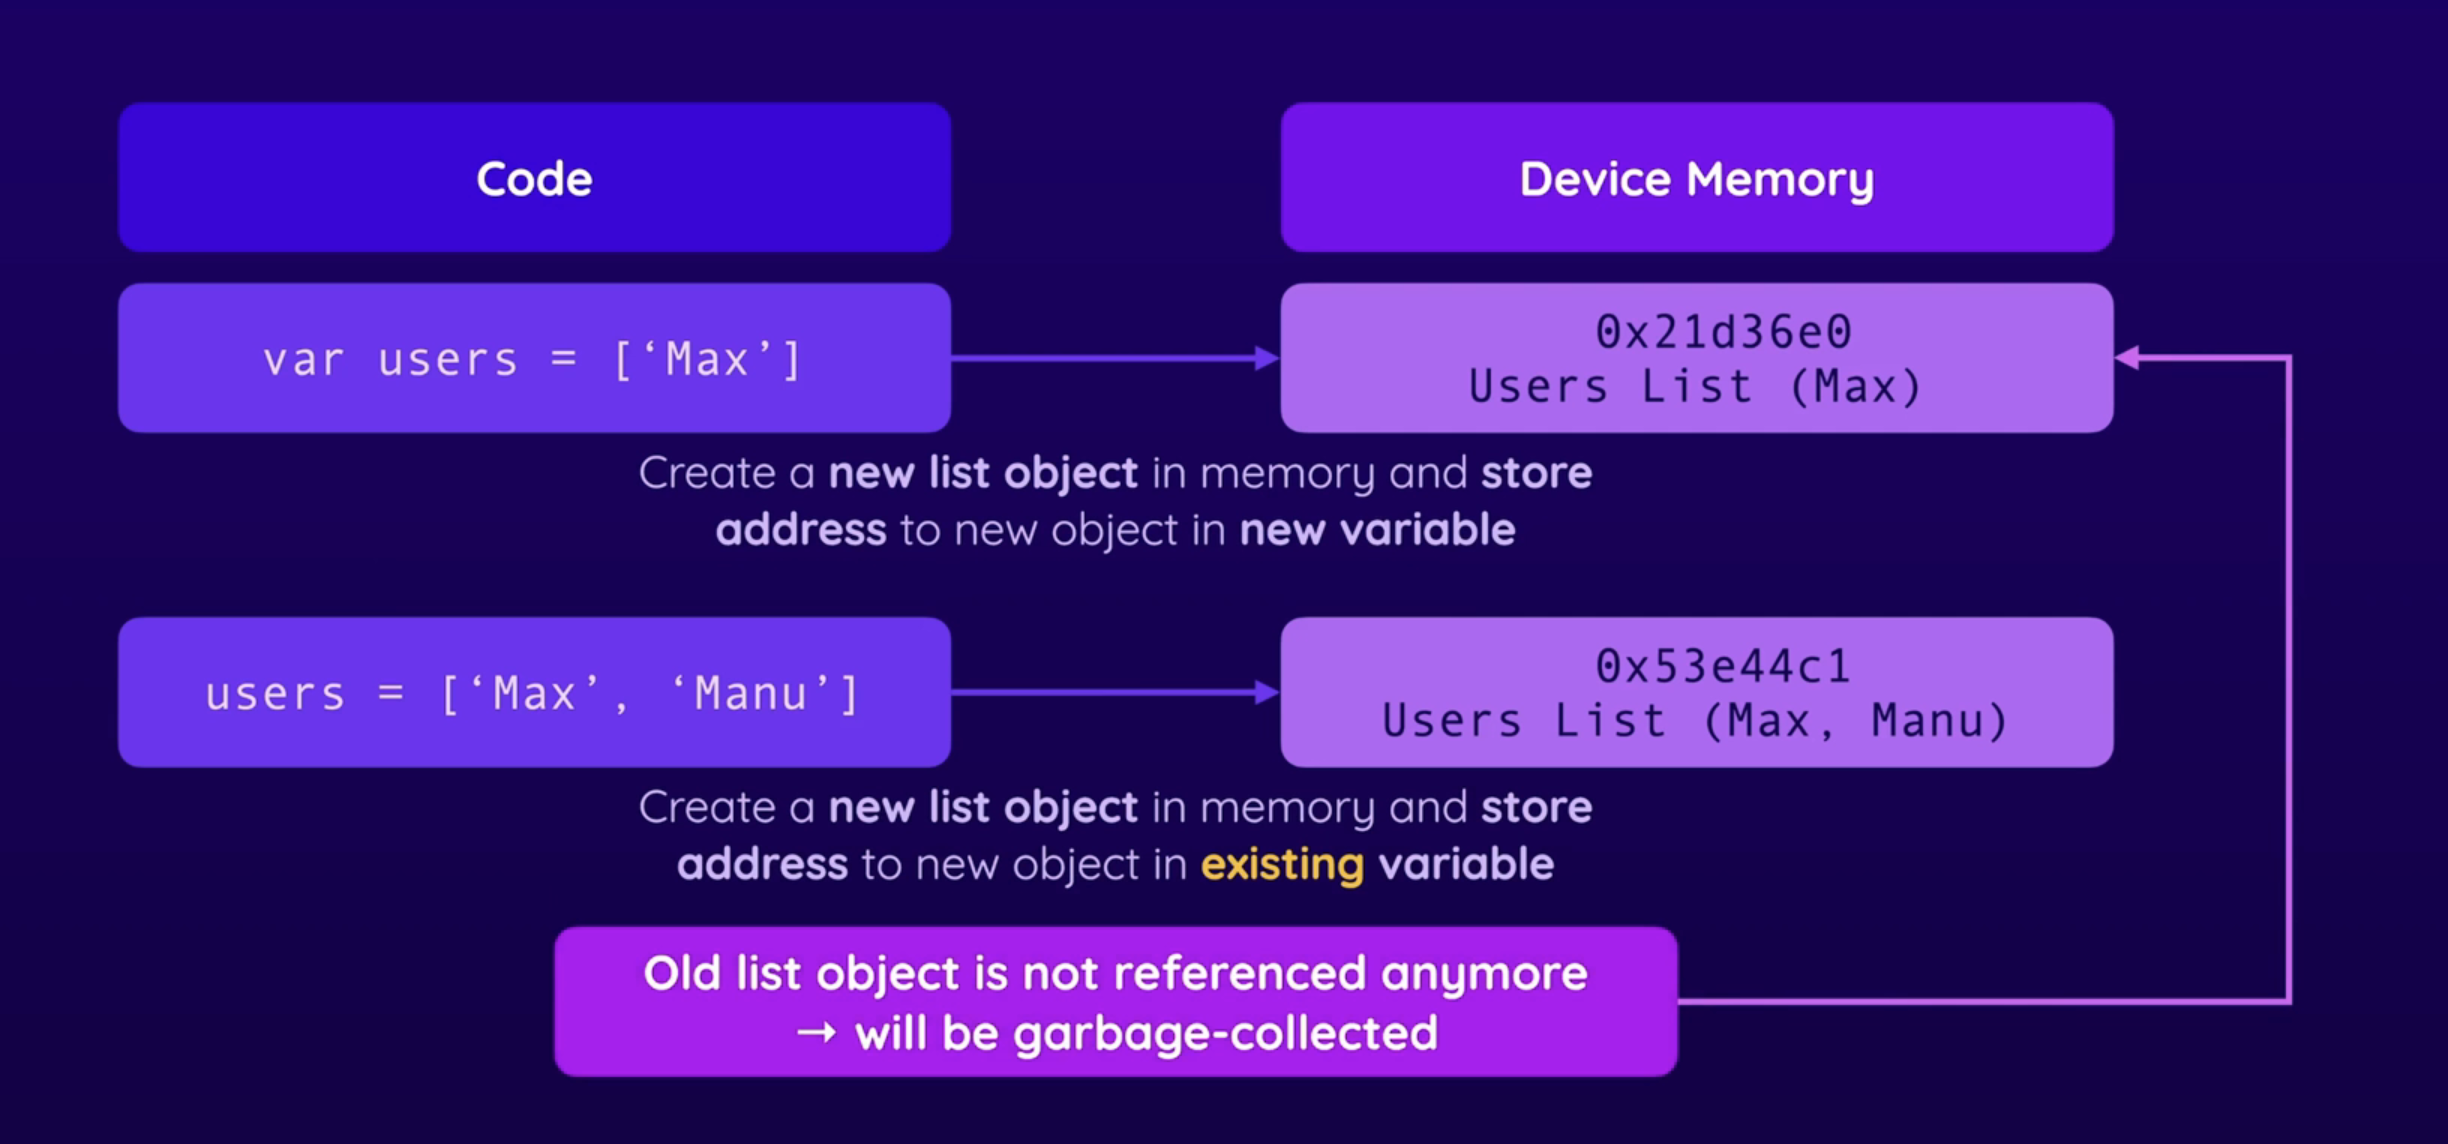 Code
Device Memory
var users = [‘Max’]
0x21d36e0
Users List (Max)
Create a new list object in memory and store
address to new object in new variable
users = [‘Max’, ‘Manu’]
0x53e44c1
Users List (Max, Manu)
Create a new list object in memory and store
address to new object in existing variable
Old list object is not referenced anymore
→ will be garbage-collected